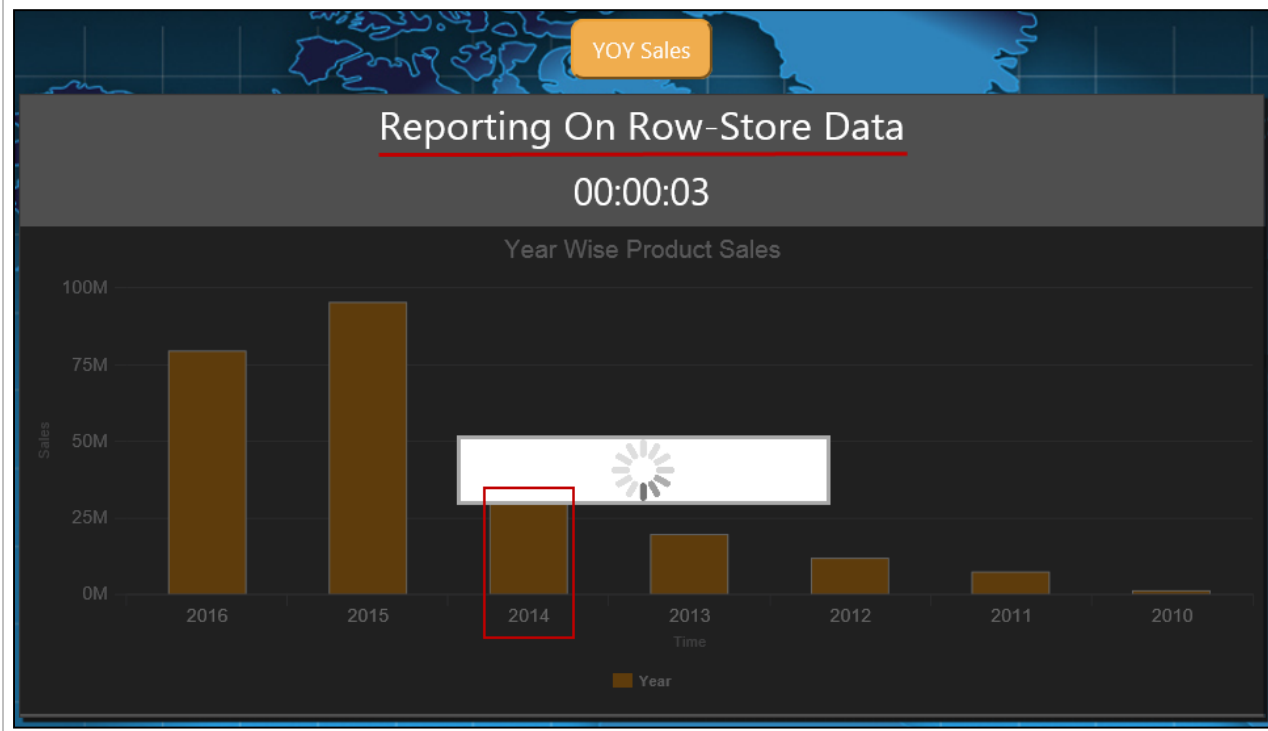 YOY Sales
Reporting On Row-Store Data
00:00:03
Year Wise Product Sales
100M
75M
50M
25M
0M
Sales
2016 2015 2014 2013 2012 2011 2010
Time
Year